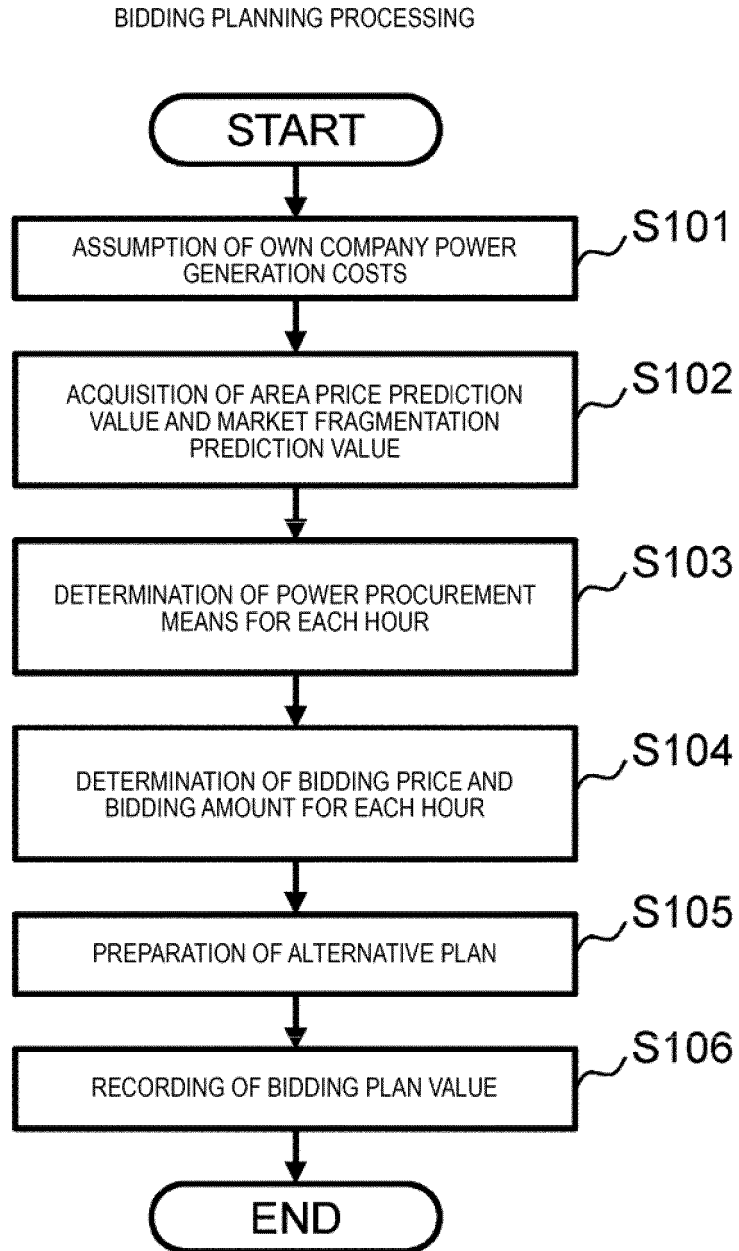 BIDDING PLANNING PROCESSING
START
ASSUMPTION OF OWN COMPANY POWER
GENERATION COSTS
S101
ACQUISITION OF AREA PRICE PREDICTION
VALUE AND MARKET FRAGMENTATION
PREDICTION VALUE
S102
DETERMINATION OF POWER PROCUREMENT
MEANS FOR EACH HOUR
S103
DETERMINATION OF BIDDING PRICE AND
BIDDING AMOUNT FOR EACH HOUR
S104
PREPARATION OF ALTERNATIVE PLAN
S105
RECORDING OF BIDDING PLAN VALUE
S106
END